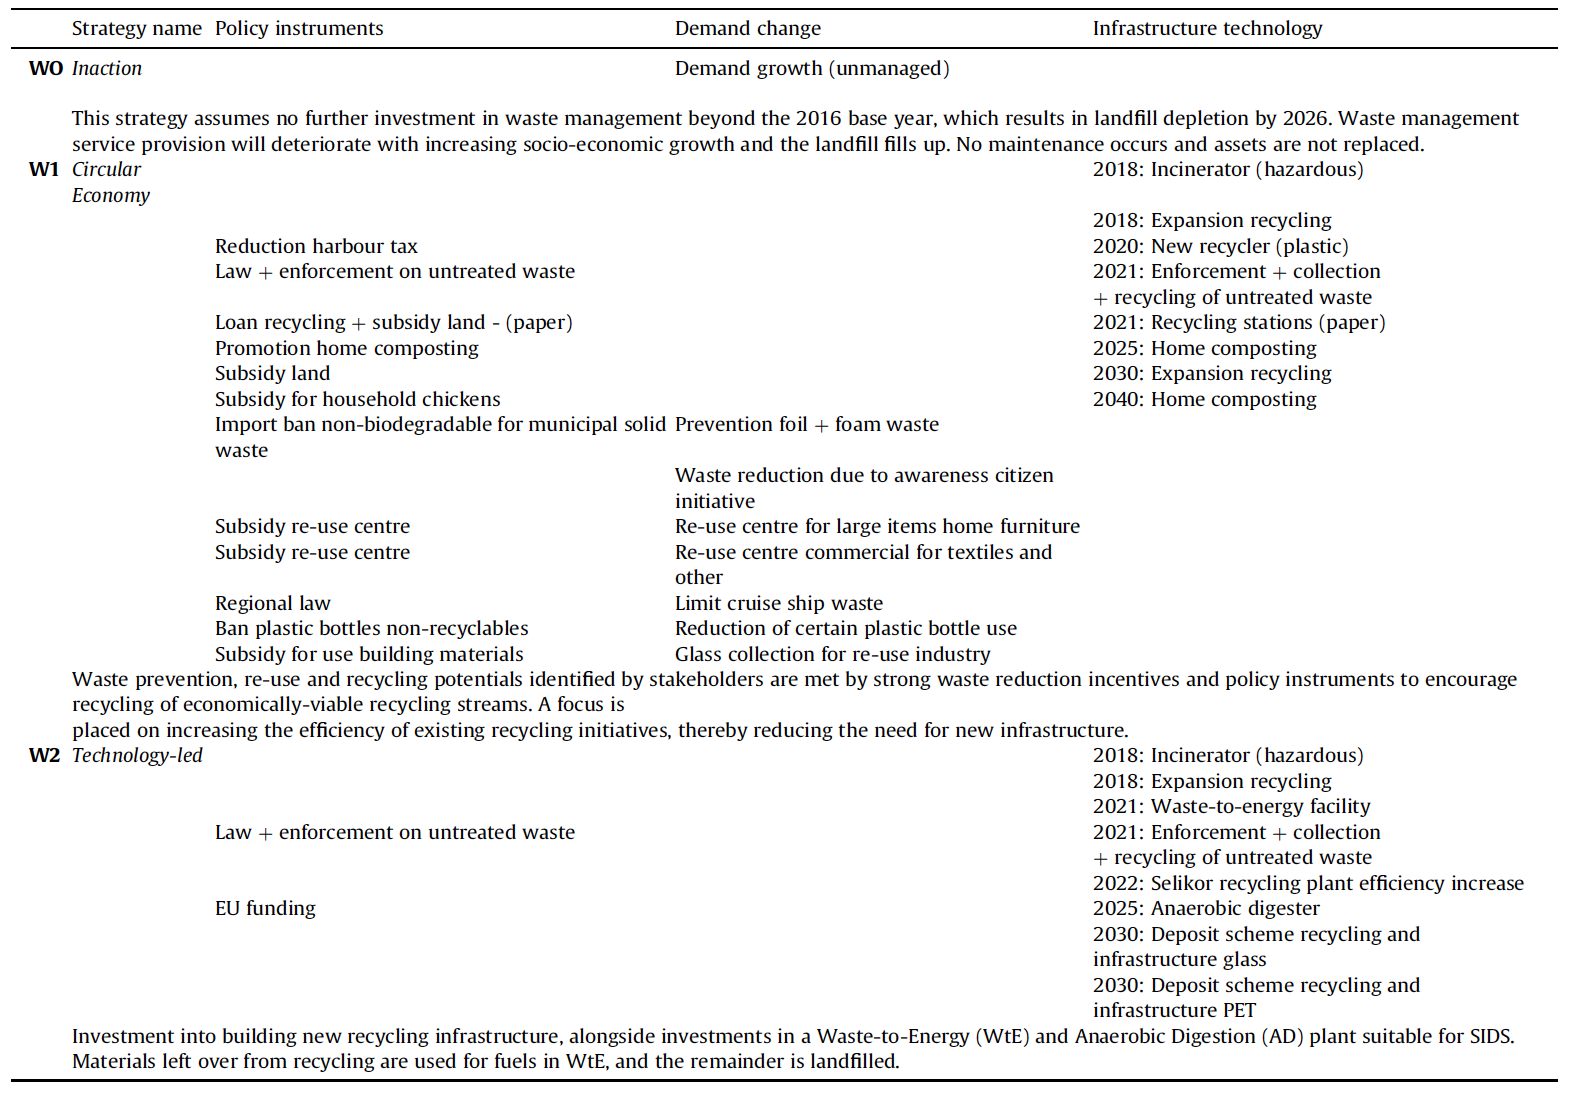 Strategy name Policy instruments Demand change Infrastructure technology
W0 Inaction Demand growth (unmanaged)
This strategy assumes no further investment in waste management beyond the 2016 base year, which results in landfill depletion by 2026. Waste management
service provision will deteriorate with increasing socio-economic growth and the landfill fills up. No maintenance occurs and assets are not replaced.
W1 Circular 2018: Incinerator (hazardous)
Economy
2018: Expansion recycling
Reduction harbour tax 2020: New recycler (plastic)
Law + enforcement on untreated waste 2021: Enforcement + collection
+ recycling of untreated waste
Loan recycling + subsidy land - (paper) 2021: Recycling stations (paper)
Promotion home composting 2025: Home composting
Subsidy land 2030: Expansion recycling
Subsidy for household chickens 2040: Home composting
Import ban non-biodegradable for municipal solid Prevention foil + foam waste
waste
Waste reduction due to awareness citizen
initiative
Subsidy re-use centre Re-use centre for large items home furniture
Subsidy re-use centre Re-use centre commercial for textiles and
other
Regional law Limit cruise ship waste
Ban plastic bottles non-recyclables Reduction of certain plastic bottle use
Subsidy for use building materials Glass collection for re-use industry
Waste prevention, re-use and recycling potentials identified by stakeholders are met by strong waste reduction incentives and policy instruments to encourage
recycling of economically-viable recycling streams. A focus is
placed on increasing the efficiency of existing recycling initiatives, thereby reducing the need for new infrastructure.
W2 Technology-led 2018: Incinerator (hazardous)
2018: Expansion recycling
2021: Waste-to-energy facility
Law + enforcement on untreated waste 2021: Enforcement + collection
+ recycling of untreated waste
2022: Selikor recycling plant efficiency increase
EU funding 2025: Anaerobic digester
2030: Deposit scheme recycling and
infrastructure glass
2030: Deposit scheme recycling and
infrastructure PET
Investment into building new recycling infrastructure, alongside investments in a Waste-to-Energy (WtE) and Anaerobic Digestion (AD) plant suitable for SIDS.
Materials left over from recycling are used for fuels in WtE, and the remainder is landfilled.